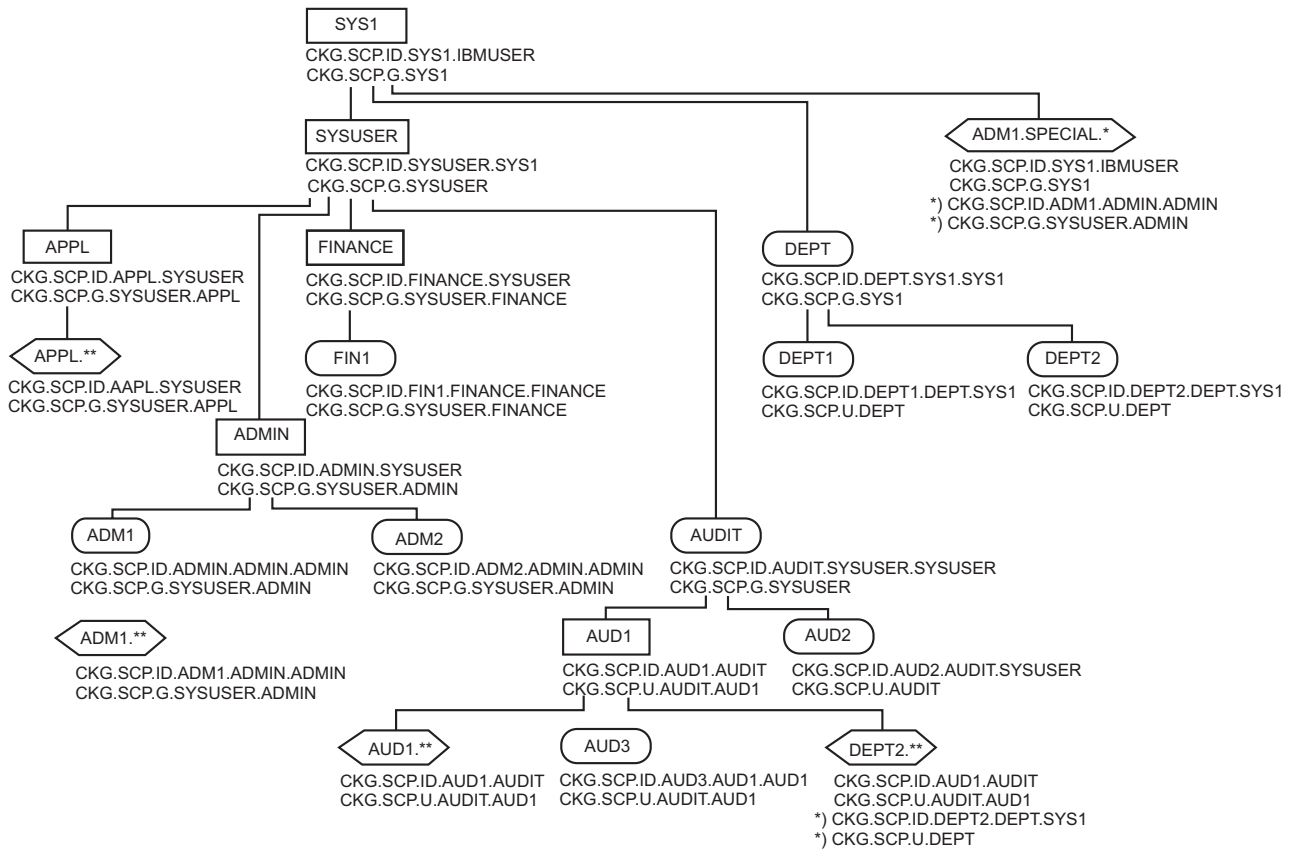 SYS1
CKG.SCP.ID.SYS1.IBMUSER
CKG.SCP.G.SYS1
SYSUSER
CKG.SCP.ID.SYSUSER.SYS1
CKG.SCP.G.SYSUSER
ADM1.SPECIAL.*
CKG.SCP.ID.SYS1.IBMUSER
CKG.SCP.G.SYS1
*) CKG.SCP.ID.ADM1.ADMIN.ADMIN
*) CKG.SCP.G.SYSUSER.ADMIN
APPL
CKG.SCP.ID.APPL.SYSUSER
CKG.SCP.G.SYSUSER.APPL
FINANCE
CKG.SCP.ID.FINANCE.SYSUSER
CKG.SCP.G.SYSUSER.FINANCE
DEPT
CKG.SCP.ID.DEPT.SYS1.SYS1
CKG.SCP.G.SYS1
APPL.**
CKG.SCP.ID.AAPL.SYSUSER
CKG.SCP.G.SYSUSER.APPL
FIN1
CKG.SCP.ID.FIN1.FINANCE.FINANCE
CKG.SCP.G.SYSUSER.FINANCE
DEPT1
CKG.SCP.ID.DEPT1.DEPT.SYS1
CKG.SCP.U.DEPT
DEPT2
CKG.SCP.ID.DEPT2.DEPT.SYS1
CKG.SCP.U.DEPT
ADMIN
CKG.SCP.ID.ADMIN.SYSUSER
CKG.SCP.G.SYSUSER.ADMIN
ADM1
CKG.SCP.ID.ADMIN.ADMIN.ADMIN
CKG.SCP.G.SYSUSER.ADMIN
ADM2
CKG.SCP.ID.ADM2.ADMIN.ADMIN
CKG.SCP.G.SYSUSER.ADMIN
AUDIT
CKG.SCP.ID.AUDIT.SYSUSER.SYSUSER
CKG.SCP.G.SYSUSER
ADM1.**
CKG.SCP.ID.ADM1.ADMIN.ADMIN
CKG.SCP.G.SYSUSER.ADMIN
AUD1
CKG.SCP.ID.AUD1.AUDIT
CKG.SCP.U.AUDIT.AUD1
AUD2
CKG.SCP.ID.AUD2.AUDIT.SYSUSER
CKG.SCP.U.AUDIT
AUD1.**
CKG.SCP.ID.AUD1.AUDIT
CKG.SCP.U.AUDIT.AUD1
AUD3
CKG.SCP.ID.AUD3.AUD1.AUD1
CKG.SCP.U.AUDIT.AUD1
DEPT2.**
CKG.SCP.ID.AUD1.AUDIT
CKG.SCP.U.AUDIT.AUD1
*) CKG.SCP.ID.DEPT2.DEPT.SYS1
*) CKG.SCP.U.DEPT